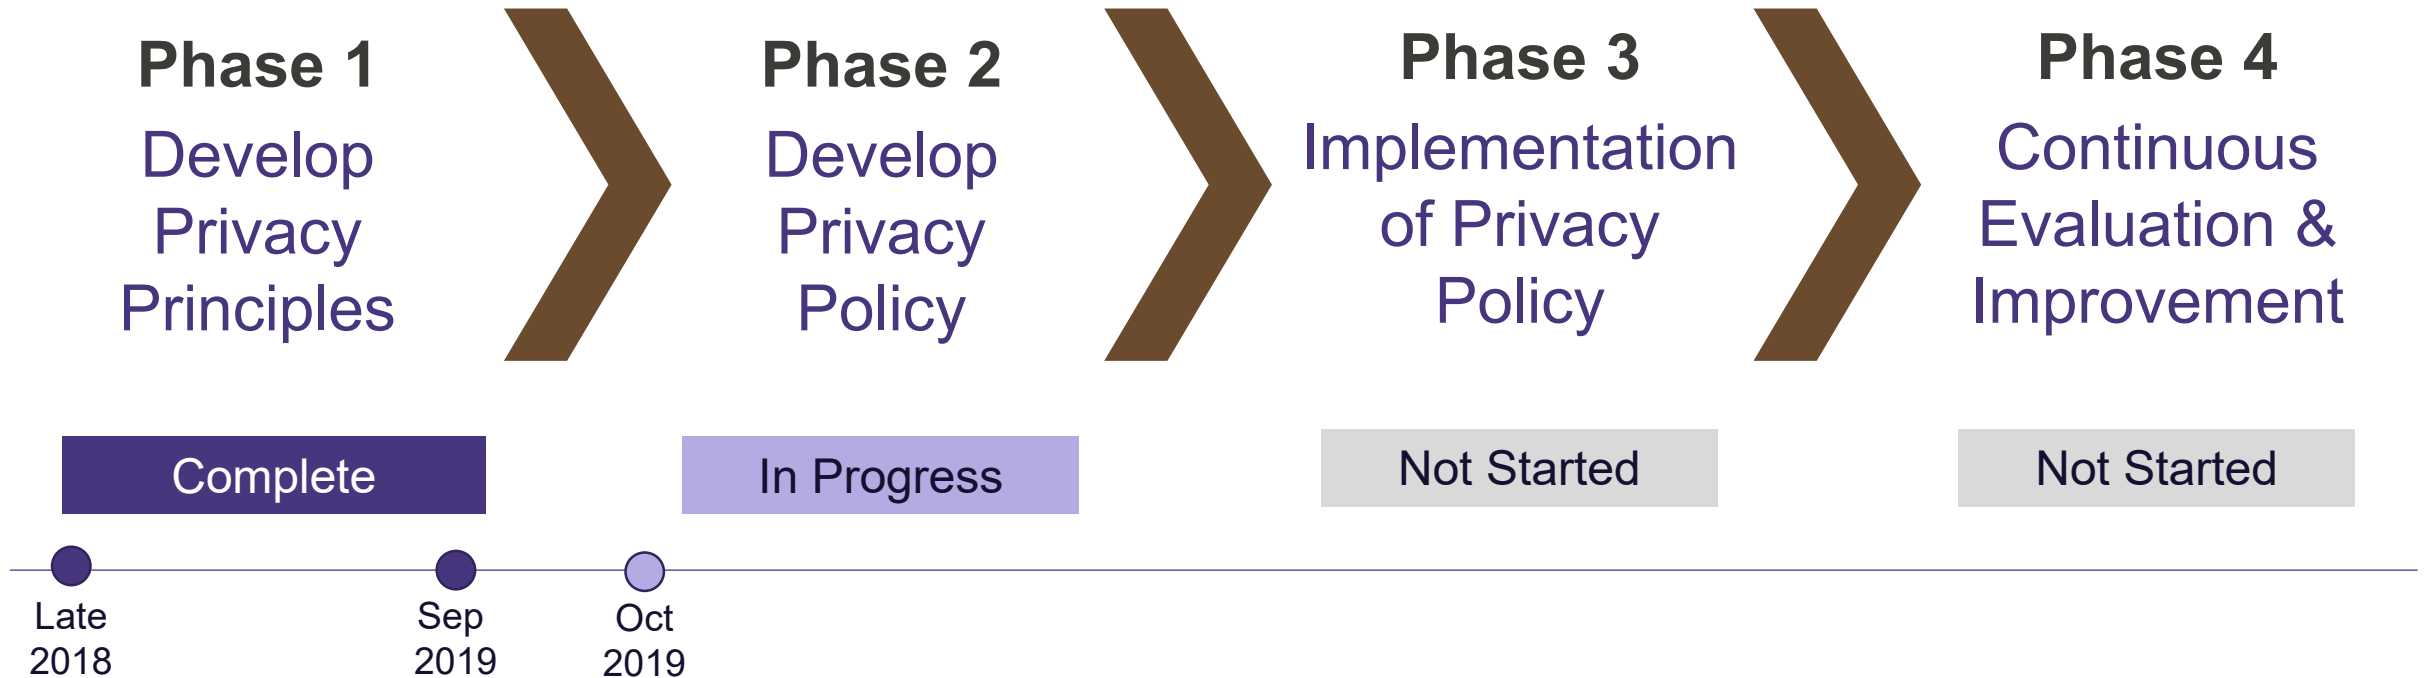 Phase 1
Develop
Privacy
Principles
Phase 2
Develop
Privacy
Policy
Phase 3
Implementation
of Privacy
Policy
Phase 4
Continuous
Evaluation &
Improvement
Complete
In Progress
Not Started
Not Started
Late
2018
Sep
2019
Oct
2019